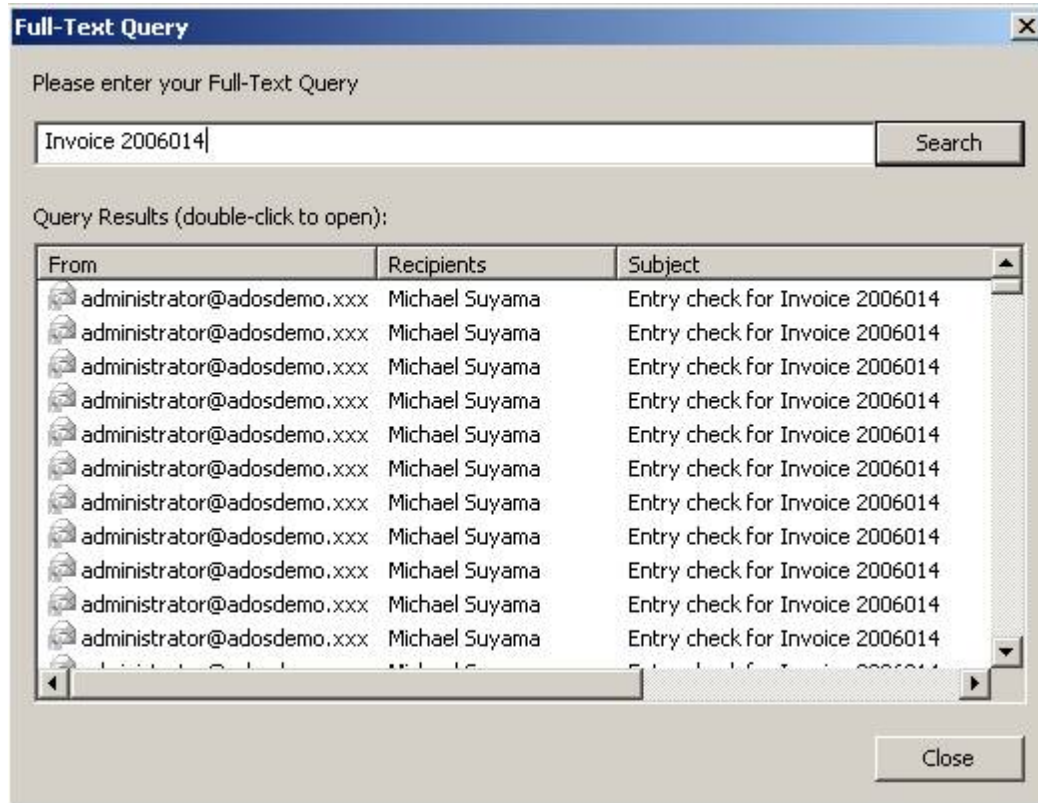 Full-Text Query
Please enter your Full-Text Query
Invoice 2006014
Search
Query Results (double-click to open):
From Recipients Subject
administrator@adosdemo.xxx Michael Suyama Entry check for Invoice 2006014
administrator@adosdemo.xxx Michael Suyama Entry check for Invoice 2006014
administrator@adosdemo.xxx Michael Suyama Entry check for Invoice 2006014
administrator@adosdemo.xxx Michael Suyama Entry check for Invoice 2006014
administrator@adosdemo.xxx Michael Suyama Entry check for Invoice 2006014
administrator@adosdemo.xxx Michael Suyama Entry check for Invoice 2006014
administrator@adosdemo.xxx Michael Suyama Entry check for Invoice 2006014
administrator@adosdemo.xxx Michael Suyama Entry check for Invoice 2006014
administrator@adosdemo.xxx Michael Suyama Entry check for Invoice 2006014
administrator@adosdemo.xxx Michael Suyama Entry check for Invoice 2006014
administrator@adosdemo.xxx Michael Suyama Entry check for Invoice 2006014
Close